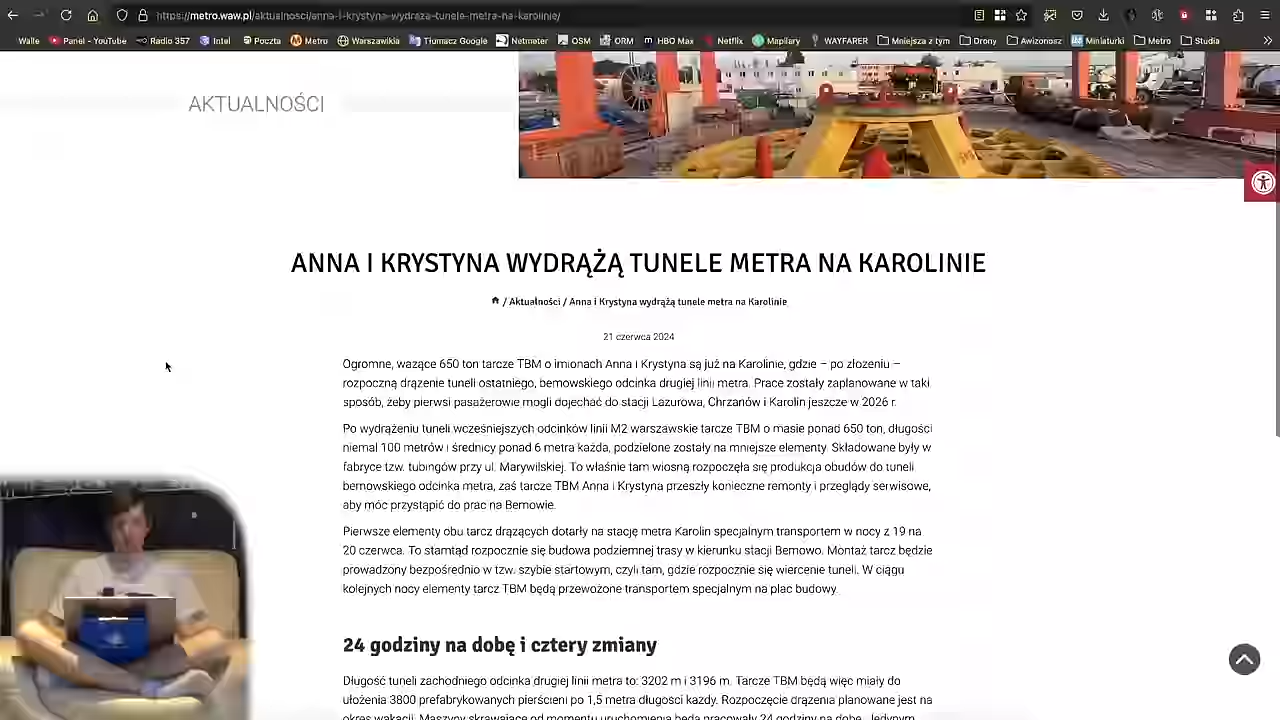 https://metro.waw.pl/aktualnosci/anna-i-krystyna-wydraza-tunele-metra-na-karolinie/
Walle Panel - YouTube Radio 357 Intel Poczta Metro Warszawikia Tłumacz Google Netmeter OSM ORM HBO Max Netflix Mapilary WAYFARER Mniejsza z tym Drony Awizonosz Miniaturki Metro Studia
AKTUALNOŚCI
ANNA I KRYSTYNA WYDRĄŻĄ TUNELE METRA NA KAROLINIE
/ Aktualności / Anna i Krystyna wydrążą tunele metra na Karolinie
21 czerwca 2024
Ogromne, ważące 650 ton tarcze TBM o imionach Anna i Krystyna są już na Karolinie, gdzie – po złożeniu –
rozpoczną drążenie tuneli ostatniego, bemowskiego odcinka drugiej linii metra. Prace zostały zaplanowane w taki
sposób, żeby pierwsi pasażerowie mogli dojechać do stacji Lazurowa, Chrzanów i Karolin jeszcze w 2026 r.
Po wydrążeniu tuneli wcześniejszych odcinków linii M2 warszawskie tarcze TBM o masie ponad 650 ton, długości
niemal 100 metrów i średnicy ponad 6 metra każda, podzielone zostały na mniejsze elementy. Składowane były w
fabryce tzw. tubingów przy ul. Marywilskiej. To właśnie tam wiosną rozpoczęła się produkcja obudów do tuneli
bemowskiego odcinka metra, zaś tarcze TBM Anna i Krystyna przeszły konieczne remonty i przeglądy serwisowe,
aby móc przystąpić do prac na Bemowie.
Pierwsze elementy obu tarcz drążących dotarły na stację metra Karolin specjalnym transportem w nocy z 19 na
20 czerwca. To stamtąd rozpocznie się budowa podziemnej trasy w kierunku stacji Bemowo. Montaż tarcz będzie
prowadzony bezpośrednio w tzw. szybie startowym, czyli tam, gdzie rozpocznie się wiercenie tuneli. W ciągu
kolejnych nocy elementy tarcz TBM będą przewożone transportem specjalnym na plac budowy.
24 godziny na dobę i cztery zmiany
Długość tuneli zachodniego odcinka drugiej linii metra to: 3202 m i 3196 m. Tarcze TBM będą więc miały do
ułożenia 3800 prefabrykowanych pierścieni po 1,5 metra długości każdy. Rozpoczęcie drążenia planowane jest na
okres wakacji. Maszyny skrawające od momentu uruchomienia będą pracowały 24 godziny na dobę. Jedynym